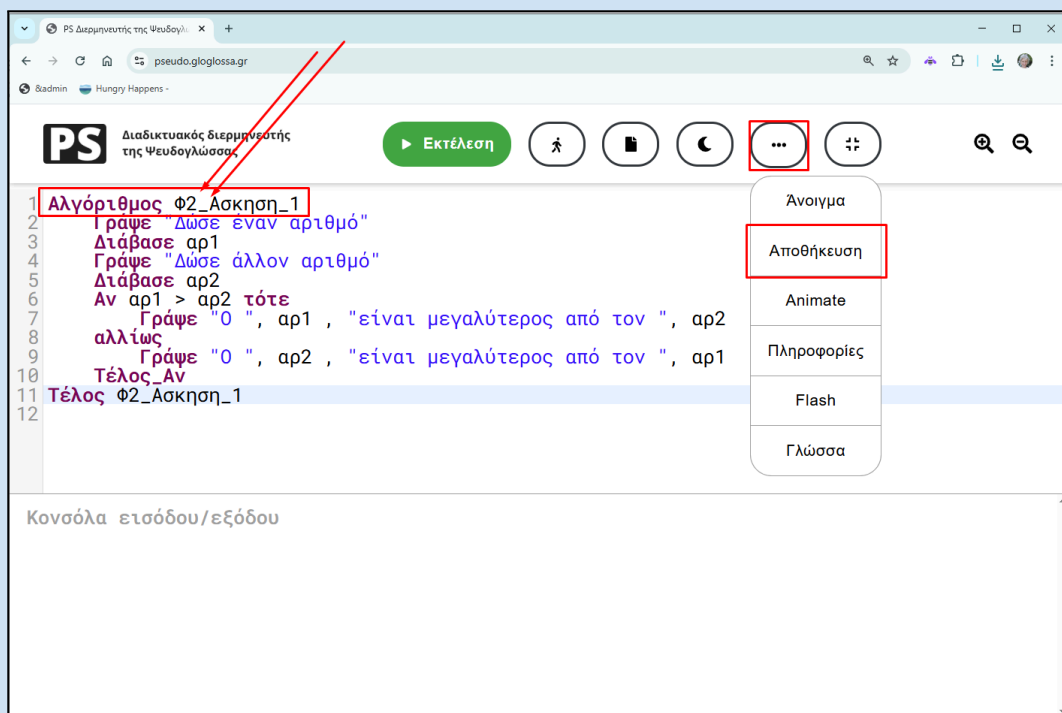 PS Διερμηνευτής της Ψευδογλ
pseudo.gloglossa.gr
&admin Hungry Happens -
PS Διαδικτυακός διερμηνευτής
της Ψευδογλώσσας
Εκτέλεση
1 Αλγόριθμος Φ2_Ασκηση_1
2 Γράψε "Δώσε έναν αριθμό"
3 Διάβασε αρ1
4 Γράψε "Δώσε άλλον αριθμό"
5 Διάβασε αρ2
6 Αν αρ1 > αρ2 τότε
7 Γράψε "Ο ", αρ1 , "είναι μεγαλύτερος από τον ", αρ2
8 αλλίως
9 Γράψε "Ο ", αρ2 , "είναι μεγαλύτερος από τον ", αρ1
10 Τέλος_Αν
11 Τέλος Φ2_Ασκηση_1
12
Άνοιγμα
Αποθήκευση
Animate
Πληροφορίες
Flash
Γλώσσα
Κονσόλα εισόδου/εξόδου